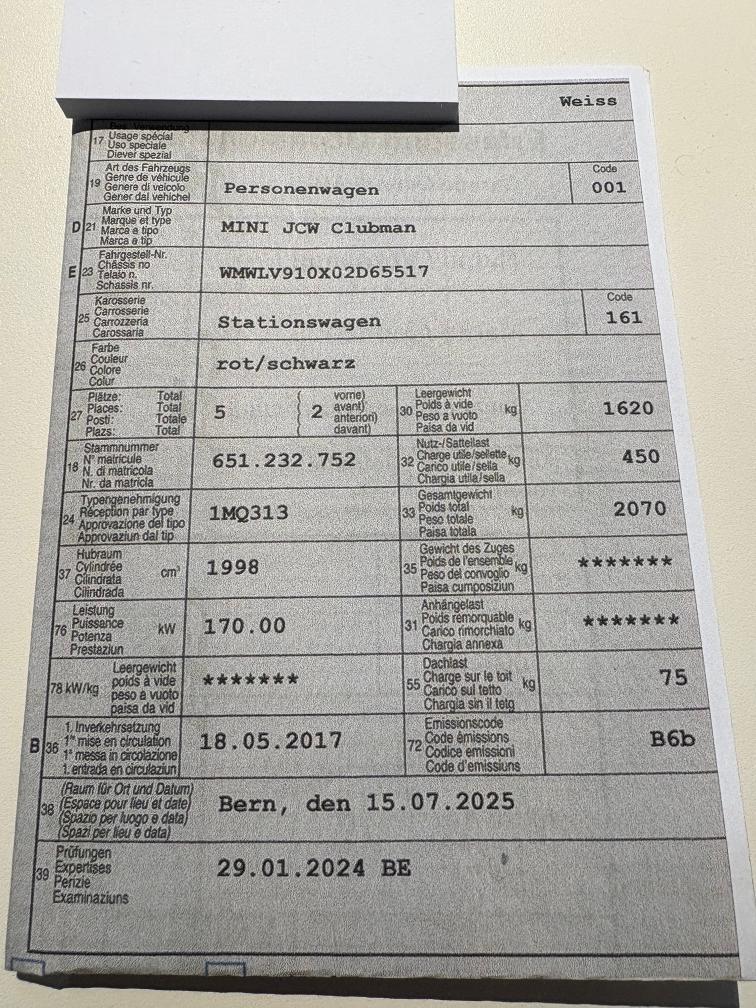 Weiss
17 Usage spécial
Uso speciale
Diever spezial
19 Art des Fahrzeugs
Genre de véhicule
Genere di veicolo
Gener dal vehichel
Personenwagen
Code
001
D 21 Marke und Typ
Marque et type
Marca e tipo
Marca e tip
MINI JCW Clubman
E 23 Fahrgestell-Nr.
Châssis no
Telaio n.
Schassis nr.
WMWLV910X02D65517
25 Karosserie
Carrosserie
Carrozzeria
Carossaria
Stationswagen
Code
161
26 Farbe
Couleur
Colore
Colur
rot/schwarz
27 Plätze: Total
Places: Total
Posti: Totale
Plazs: Total
5
( vorne)
2 avant)
anteriori)
( davant)
30 Leergewicht
Poids à vide
Peso a vuoto
Paisa da vid
kg
1620
18 Stammnummer
N° matricule
N. di matricola
Nr. da matricla
651.232.752
32 Nutz-/Sattellast
Charge utile/sellette
Carico utile/sella
Chargia utila/sella
kg
450
24 Typengenehmigung
Réception par type
Approvazione del tipo
Approvaziun dal tip
1MQ313
33 Gesamtgewicht
Poids total
Peso totale
Paisa totala
kg
2070
37 Hubraum
Cylindrée
Cilindrata
Cilindrada
cm³
1998
35 Gewicht des Zuges
Poids de l'ensemble
Peso del convoglio
Paisa cumposiziun
kg
*******
76 Leistung
Puissance
Potenza
Prestaziun
kW
170.00
31 Anhängelast
Poids remorquable
Carico rimorchiato
Chargia annexa
kg
*******
78 kW/kg
Leergewicht
poids à vide
peso a vuoto
paisa da vid
*******
55 Dachlast
Charge sur le toit
Carico sul tetto
Chargia sin il tetg
kg
75
B 36 1. Inverkehrsetzung
1re mise en circulation
1a messa in circolazione
1. entrada en circulaziun
18.05.2017
72 Emissionscode
Code émissions
Codice emissioni
Code d'emissiuns
B6b
38 (Raum für Ort und Datum)
(Espace pour lieu et date)
(Spazio per luogo e data)
(Spazi per lieu e data)
Bern, den 15.07.2025
39 Prüfungen
Expertises
Perizie
Examinaziuns
29.01.2024 BE